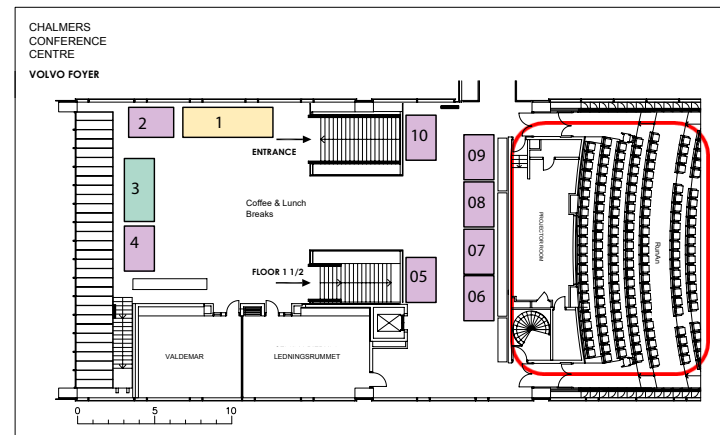 CHALMERS
CONFERENCE
CENTRE
VOLVO FOYER
2
1
10
ENTRANCE
09
3
08
Coffee & Lunch
Breaks
PROJECTOR ROOM
RunAn
4
07
FLOOR 1 1/2
05
06
VALDEMAR
LEDNINGSRUMMET
0
5
10